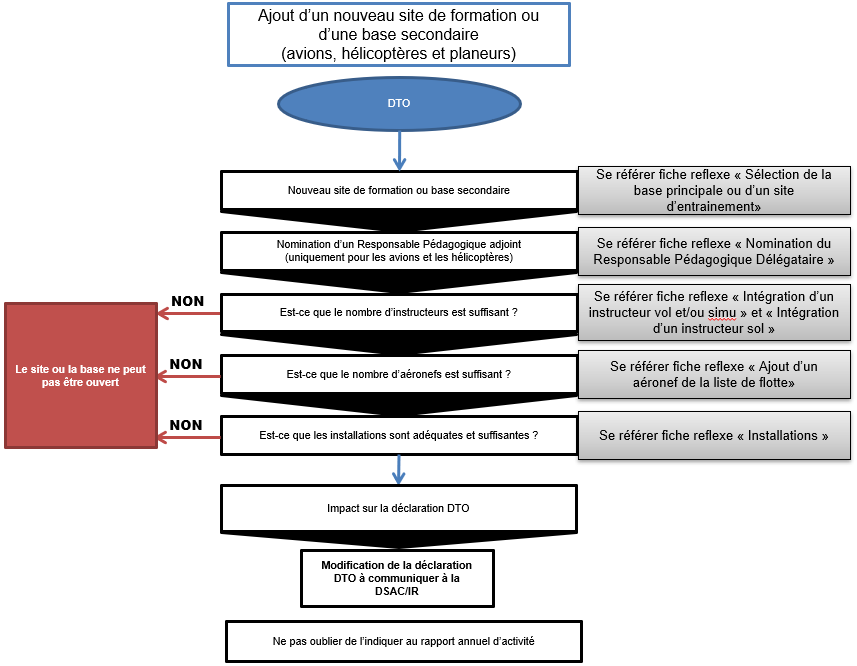 Ajout d'un nouveau site de formation ou
d'une base secondaire
(avions, hélicoptères et planeurs)
DTO
Nouveau site de formation ou base secondaire
Se référer fiche reflexe « Sélection de la
base principale ou d'un site
d'entrainement»
Nomination d'un Responsable Pédagogique adjoint
(uniquement pour les avions et les hélicoptères)
Se référer fiche reflexe « Nomination du
Responsable Pédagogique Délégataire »
NON
Est-ce que le nombre d'instructeurs est suffisant ?
Se référer fiche reflexe « Intégration d'un
instructeur vol et/ou simu » et « Intégration
d'un instructeur sol »
Le site ou la base ne peut
pas être ouvert
NON
Est-ce que le nombre d'aéronefs est suffisant ?
Se référer fiche reflexe « Ajout d'un
aéronef de la liste de flotte»
NON
Est-ce que les installations sont adéquates et suffisantes ?
Se référer fiche reflexe « Installations »
Impact sur la déclaration DTO
Modification de la déclaration
DTO à communiquer à la
DSAC/IR
Ne pas oublier de l'indiquer au rapport annuel d'activité